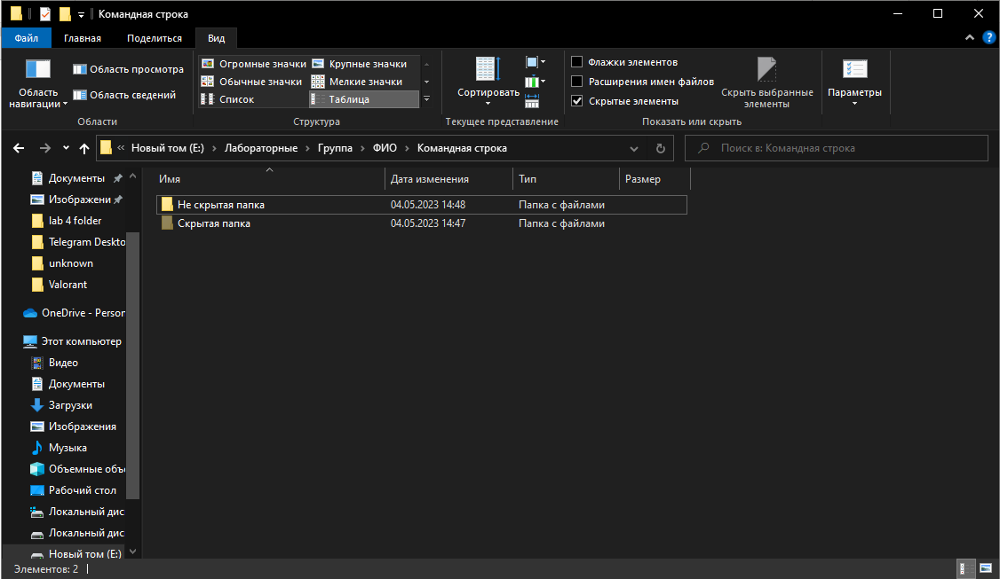 Командная строка
Файл Главная Поделиться Вид
Область навигации
Область просмотра
Область сведений
Области
Огромные значки Крупные значки
Обычные значки Мелкие значки
Список Таблица
Структура
Сортировать
Текущее представление
Флажки элементов
Расширения имен файлов
Скрытые элементы
Скрыть выбранные элементы
Показать или скрыть
Параметры
« Новый том (E:) › Лабораторные › Группа › ФИО › Командная строка
Поиск в: Командная строка
Документы
Изображени
lab 4 folder
Telegram Deskto
unknown
Valorant
OneDrive - Person
Этот компьютер
Видео
Документы
Загрузки
Изображения
Музыка
Объемные объ
Рабочий стол
Локальный дис
Локальный дис
Новый том (E:)
Имя Дата изменения Тип Размер
Не скрытая папка 04.05.2023 14:48 Папка с файлами
Скрытая папка 04.05.2023 14:47 Папка с файлами
Элементов: 2